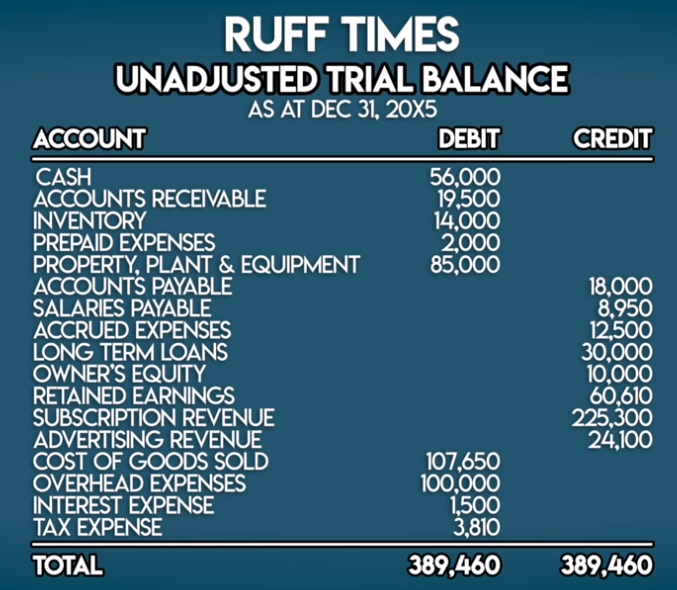 RUFF TIMES
UNADJUSTED TRIAL BALANCE
AS AT DEC 31, 20X5
ACCOUNT DEBIT CREDIT
CASH 56,000
ACCOUNTS RECEIVABLE 19,500
INVENTORY 14,000
PREPAID EXPENSES 2,000
PROPERTY, PLANT & EQUIPMENT 85,000
ACCOUNTS PAYABLE 18,000
SALARIES PAYABLE 8,950
ACCRUED EXPENSES 12,500
LONG TERM LOANS 30,000
OWNER'S EQUITY 10,000
RETAINED EARNINGS 60,610
SUBSCRIPTION REVENUE 225,300
ADVERTISING REVENUE 24,100
COST OF GOODS SOLD 107,650
OVERHEAD EXPENSES 100,000
INTEREST EXPENSE 1,500
TAX EXPENSE 3,810
TOTAL 389,460 389,460